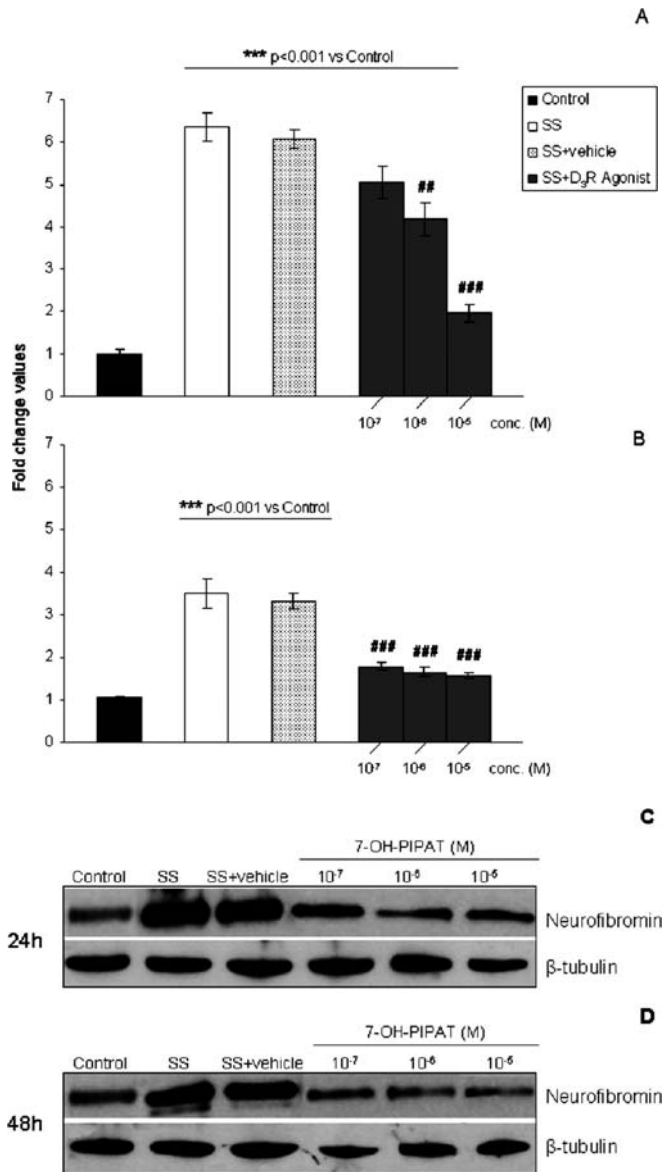 A
*** p<0.001 vs Control
7
6
5
4
3
2
1
0
Control
SS
SS+vehicle
SS+D₃R Agonist
##
###
10⁻⁷ 10⁻⁶ 10⁻⁵ conc. (M)
Fold change values
B
7
6
5
4
3
2
1
0
*** p<0.001 vs Control
### ### ###
10⁻⁷ 10⁻⁶ 10⁻⁵ conc. (M)
C
7-OH-PIPAT (M)
Control SS SS+vehicle 10⁻⁷ 10⁻⁶ 10⁻⁵
24h
Neurofibromin
β-tubulin
D
7-OH-PIPAT (M)
Control SS SS+vehicle 10⁻⁷ 10⁻⁶ 10⁻⁵
48h
Neurofibromin
β-tubulin